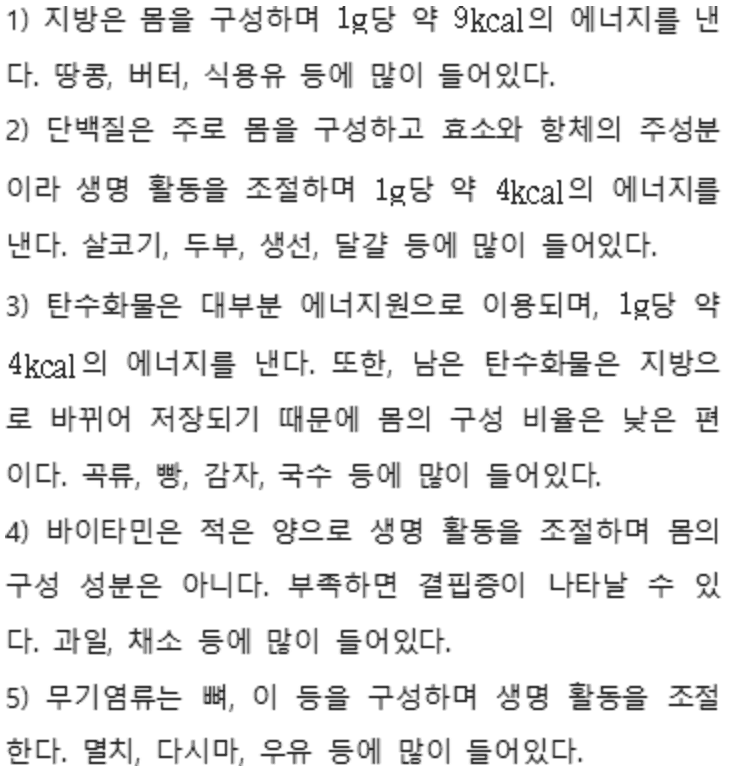 1) 지방은 몸을 구성하며 1g당 약 9kcal의 에너지를 낸
다. 땅콩, 버터, 식용유 등에 많이 들어있다.
2) 단백질은 주로 몸을 구성하고 효소와 항체의 주성분
이라 생명 활동을 조절하며 1g당 약 4kcal의 에너지를
낸다. 살코기, 두부, 생선, 달걀 등에 많이 들어있다.
3) 탄수화물은 대부분 에너지원으로 이용되며, 1g당 약
4kcal의 에너지를 낸다. 또한, 남은 탄수화물은 지방으
로 바뀌어 저장되기 때문에 몸의 구성 비율은 낮은 편
이다. 곡류, 빵, 감자, 국수 등에 많이 들어있다.
4) 바이타민은 적은 양으로 생명 활동을 조절하며 몸의
구성 성분은 아니다. 부족하면 결핍증이 나타날 수 있
다. 과일, 채소 등에 많이 들어있다.
5) 무기염류는 뼈, 이 등을 구성하며 생명 활동을 조절
한다. 멸치, 다시마, 우유 등에 많이 들어있다.